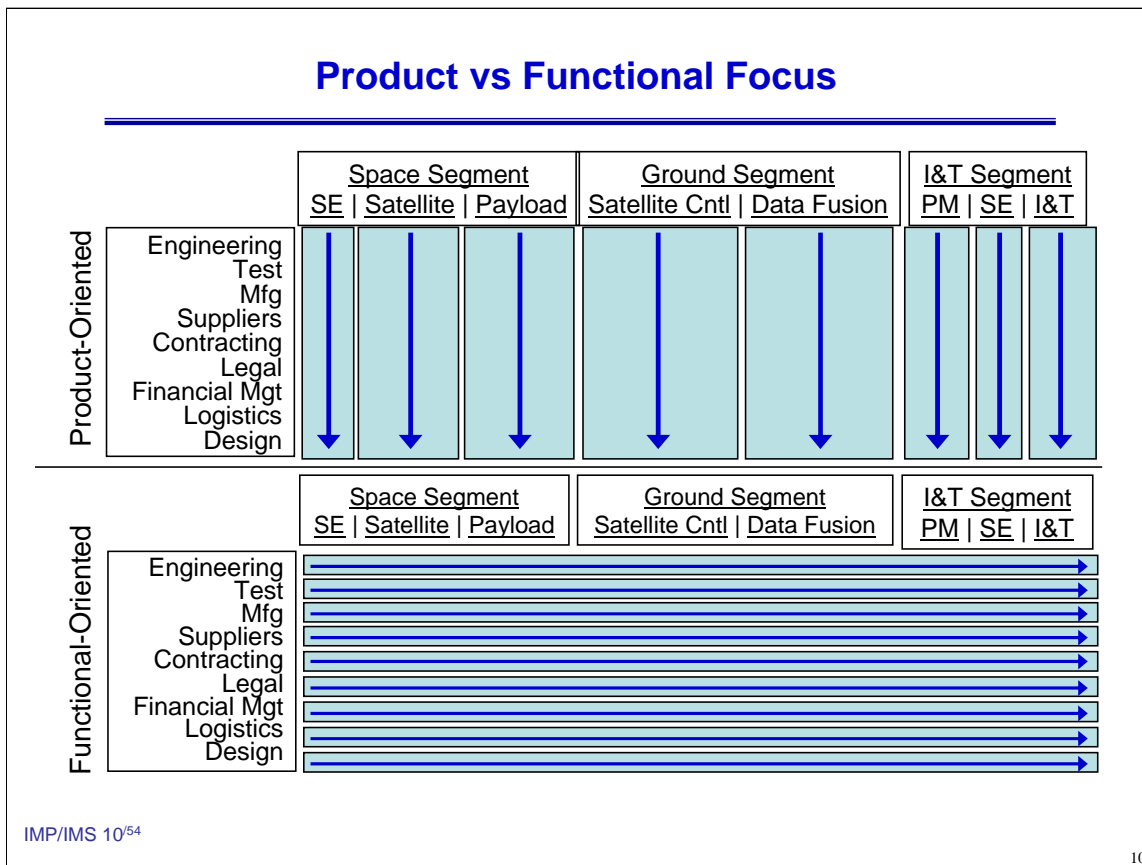 Product vs Functional Focus
Space Segment
SE | Satellite | Payload
Ground Segment
Satellite Cntl | Data Fusion
I&T Segment
PM | SE | I&T
Product-Oriented
Engineering
Test
Mfg
Suppliers
Contracting
Legal
Financial Mgt
Logistics
Design
Space Segment
SE | Satellite | Payload
Ground Segment
Satellite Cntl | Data Fusion
I&T Segment
PM | SE | I&T
Functional-Oriented
Engineering
Test
Mfg
Suppliers
Contracting
Legal
Financial Mgt
Logistics
Design
IMP/IMS 10/54
10